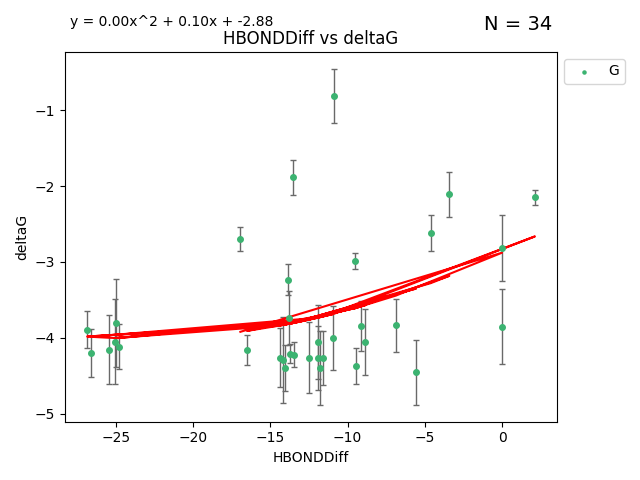 y = 0.00x^2 + 0.10x + -2.88
N = 34
HBONDDiff vs deltaG
G
deltaG
−1
−2
−3
−4
−5
−25
−20
−15
−10
−5
0
HBONDDiff